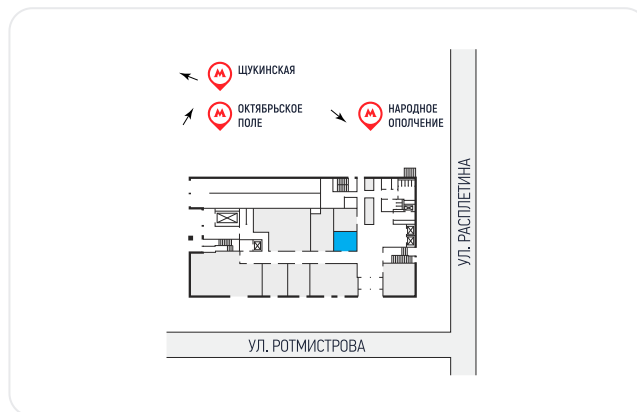 ЩУКИНСКАЯ
ОКТЯБРЬСКОЕ
ПОЛЕ
НАРОДНОЕ
ОПОЛЧЕНИЕ
УЛ. РАСПЛЕТИНА
УЛ. РОТМИСТРОВА